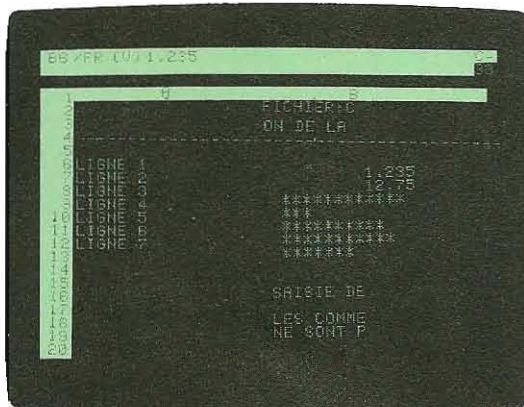 B6 /FR (V) 1.235 C-
A B
1
2 FICHIER:C
3 ON DE LA
4 --------------------------------
5
6 LIGNE 1 1.235
7 LIGNE 2 12.75
8 LIGNE 3 ************
9 LIGNE 4 ***
10 LIGNE 5 **********
11 LIGNE 6 ***********
12 LIGNE 7 *******
13
14
15
16 SAISIE DE
17
18 LES COMME
19 NE SONT P
20